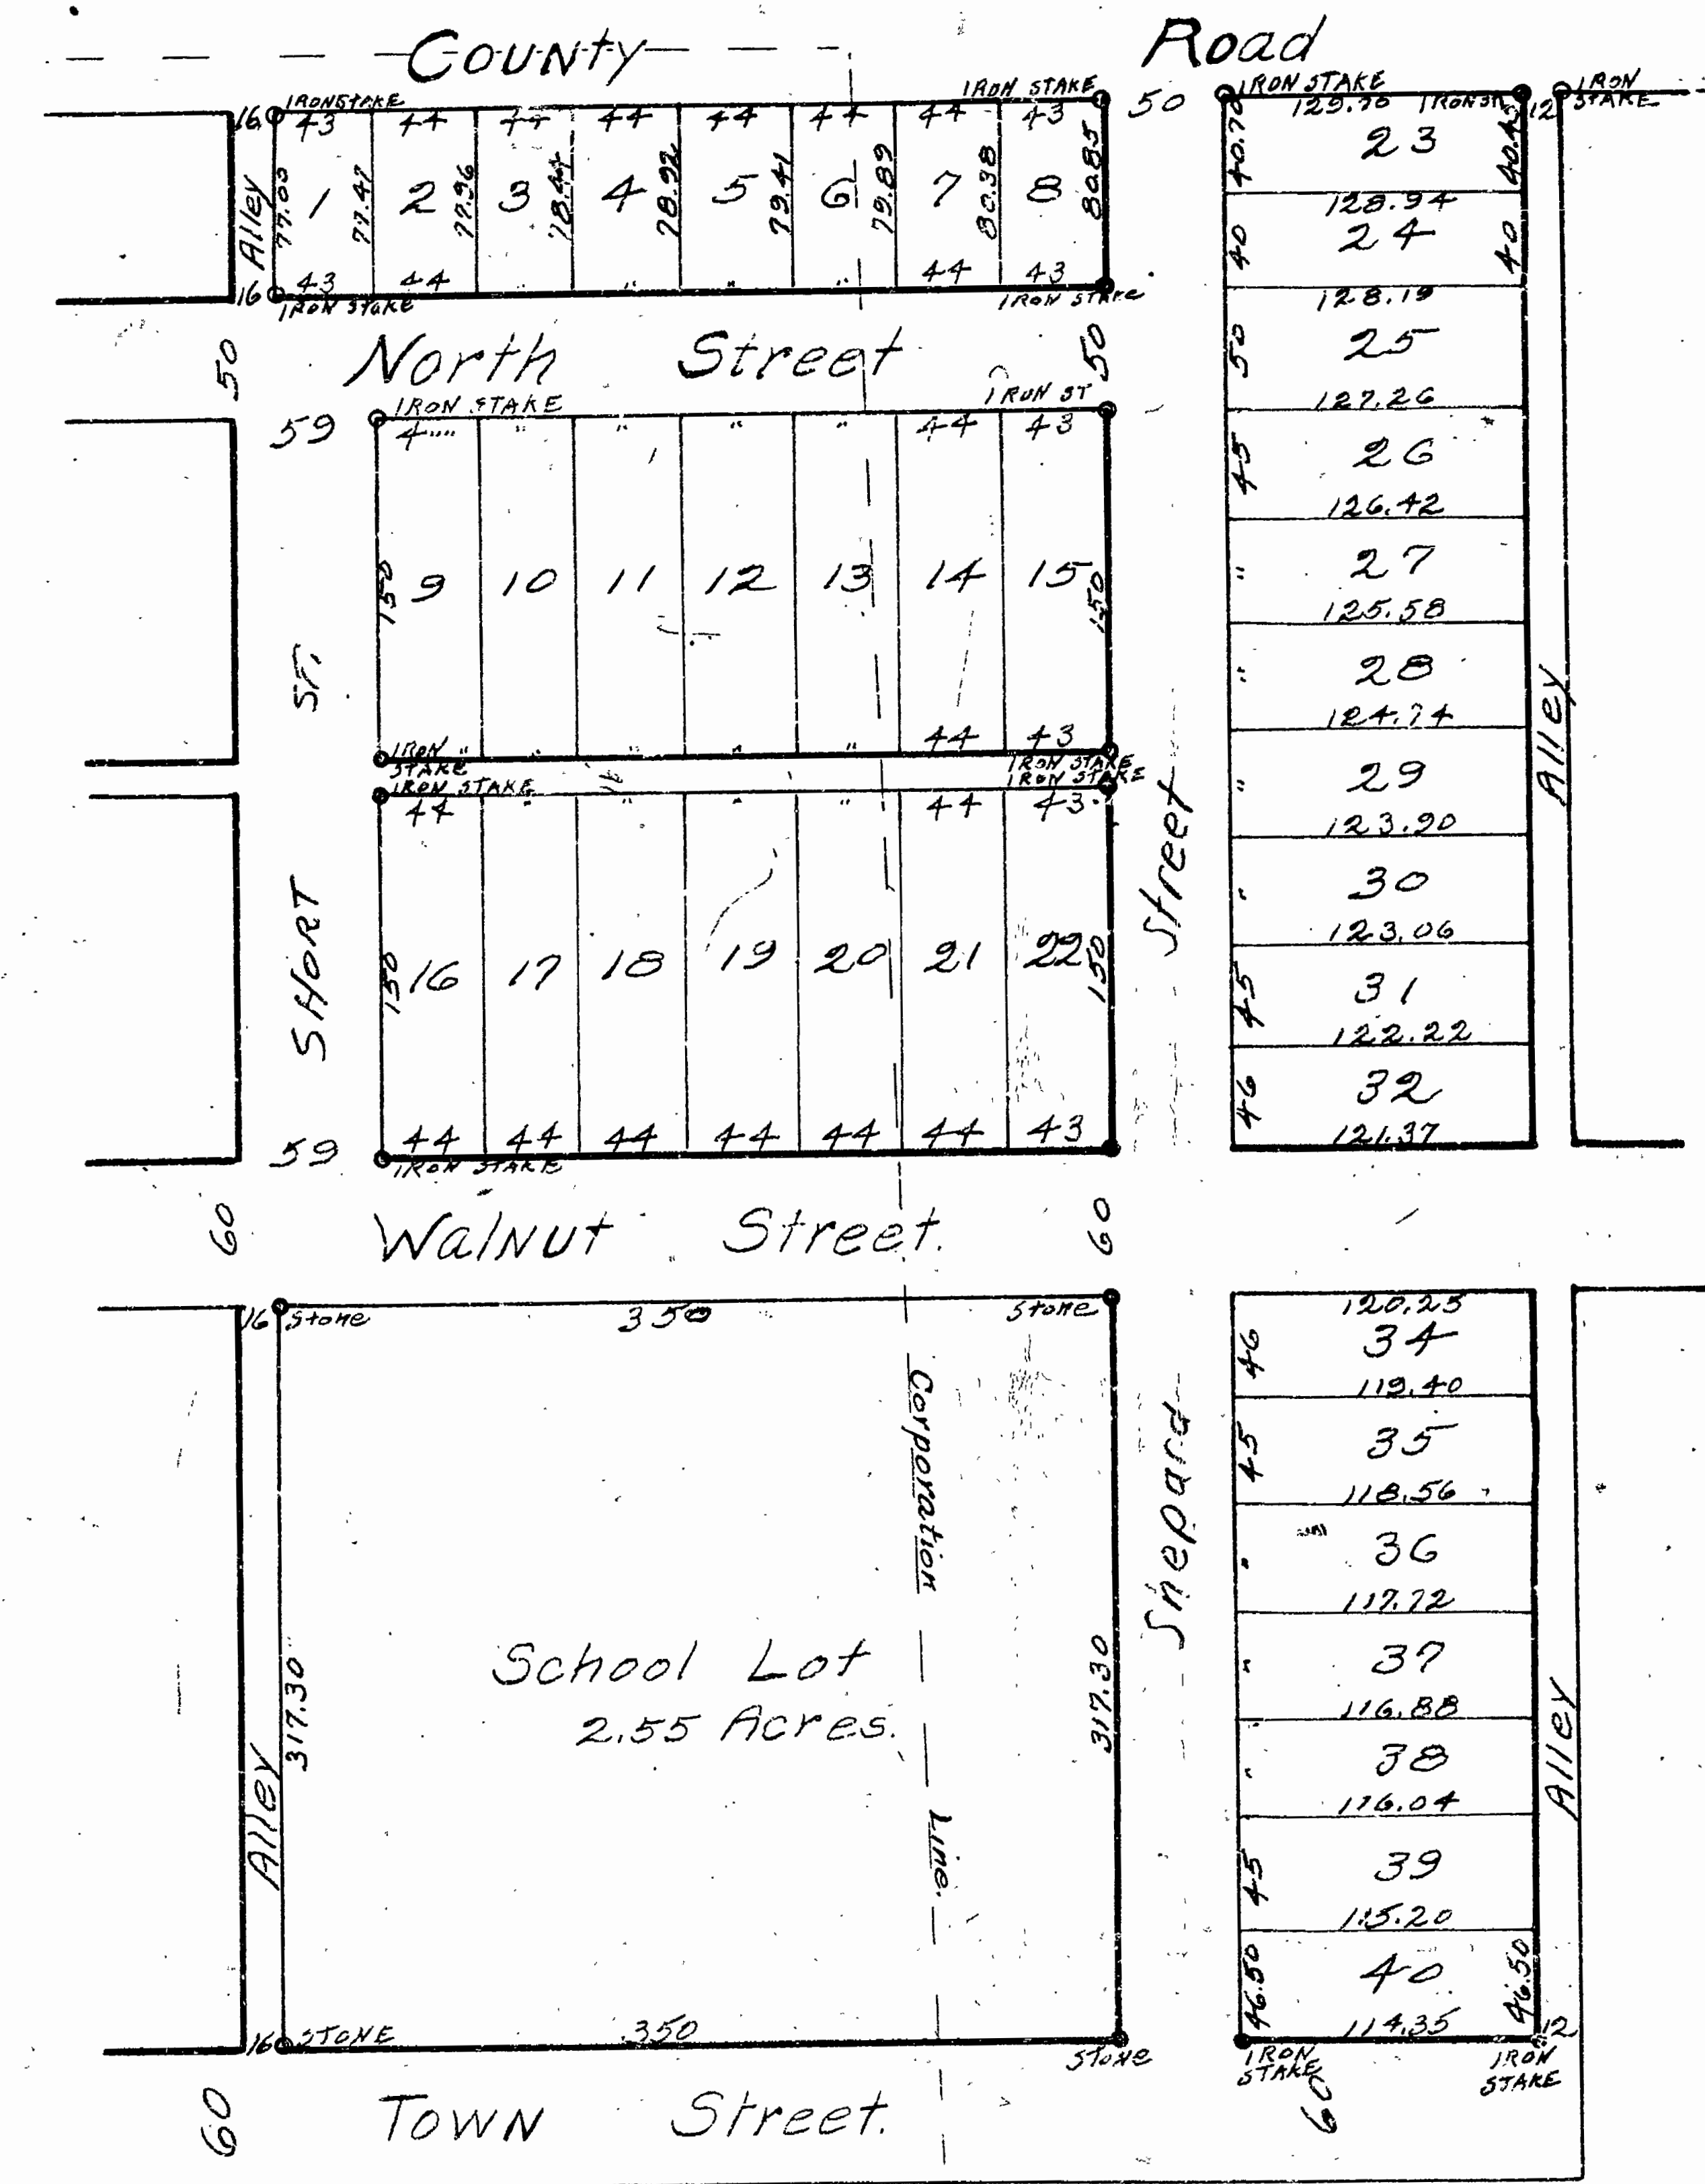 County Road
IRON STAKE IRON STAKE 50 IRON STAKE IRON ST. 12 IRON STAKE
16 43 44 44 44 44 44 44 43 129.70
Alley 77.00 1 77.47 2 77.96 3 78.44 4 78.92 5 79.41 6 79.89 7 80.38 8 80.85
16 43 44 " " " 44 43
IRON STAKE IRON STAKE
40.70 23 40.45
128.94
40 24 40
128.19
50 25
127.26
45 26
126.42
" 27
125.58
" 28
124.74
" 29
123.90
" 30
123.06
45 31
122.22
46 32
121.37
Alley
50 North Street 50
59 IRON STAKE IRON ST
4"" " " " " 44 43
150 9 10 11 12 13 14 15 150
" " " " 44 43
IRON STAKE IRON STAKE
IRON STAKE IRON STAKE
44 " " " " 44 43
150 16 17 18 19 20 21 22 150
59 44 44 44 44 44 44 43
IRON STAKE
SHORT ST.
Shepard Street
60 Walnut Street. 60
16 Stone 350 Stone
Alley 317.30 317.30
School Lot
2.55 Acres.
Corporation Line.
16 STONE 350 STONE
120.25
46 34
119.40
45 35
118.56
" 36
117.72
" 37
116.88
" 38
116.04
45 39
115.20
46.50 40 46.50
114.35 12
IRON STAKE IRON STAKE
Alley
60 TOWN Street. 60